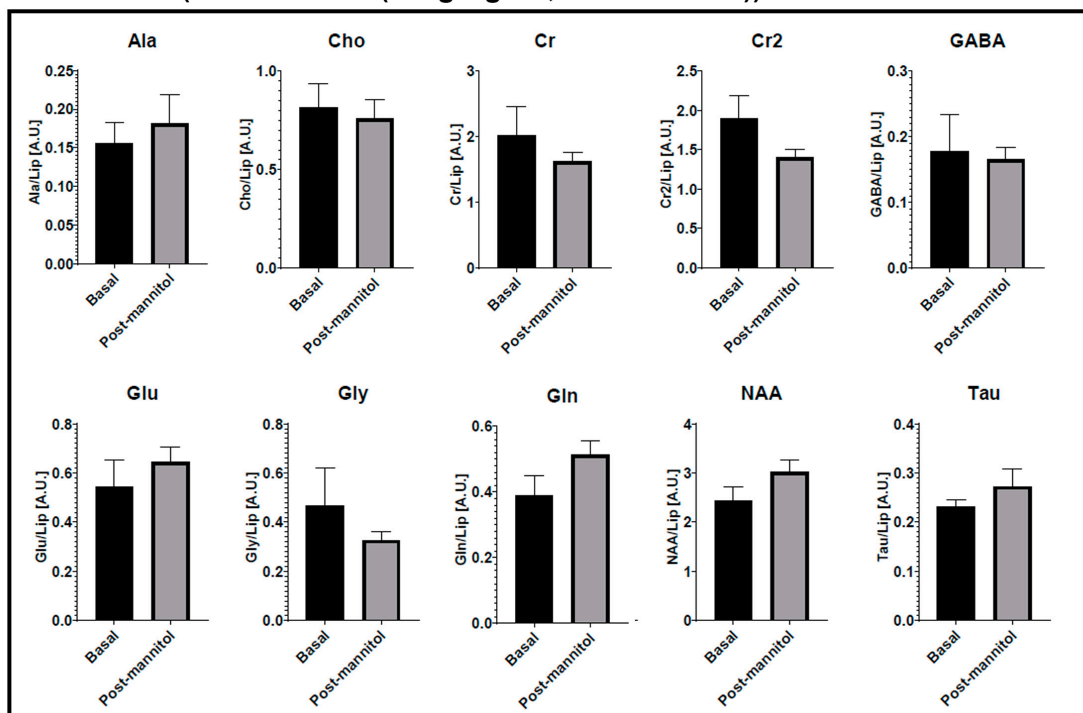 Ala
Cho
Cr
Cr2
GABA
Ala/Lip [A.U.]
0.25
0.20
0.15
0.10
0.05
0.00
Basal
Post-mannitol
Cho/Lip [A.U.]
1.0
0.5
0.0
Basal
Post-mannitol
Cr/Lip [A.U.]
3
2
1
0
Basal
Post-mannitol
Cr2/Lip [A.U.]
2.5
2.0
1.5
1.0
0.5
0.0
Basal
Post-mannitol
GABA/Lip [A.U.]
0.3
0.2
0.1
0.0
Basal
Post-mannitol
Glu
Gly
Gln
NAA
Tau
Glu/Lip [A.U.]
0.8
0.6
0.4
0.2
0.0
Basal
Post-mannitol
Gly/Lip [A.U.]
0.8
0.6
0.4
0.2
0.0
Basal
Post-mannitol
Gln/Lip [A.U.]
0.6
0.4
0.2
0.0
Basal
Post-mannitol
NAA/Lip [A.U.]
4
3
2
1
0
Basal
Post-mannitol
Tau/Lip [A.U.]
0.4
0.3
0.2
0.1
0.0
Basal
Post-mannitol